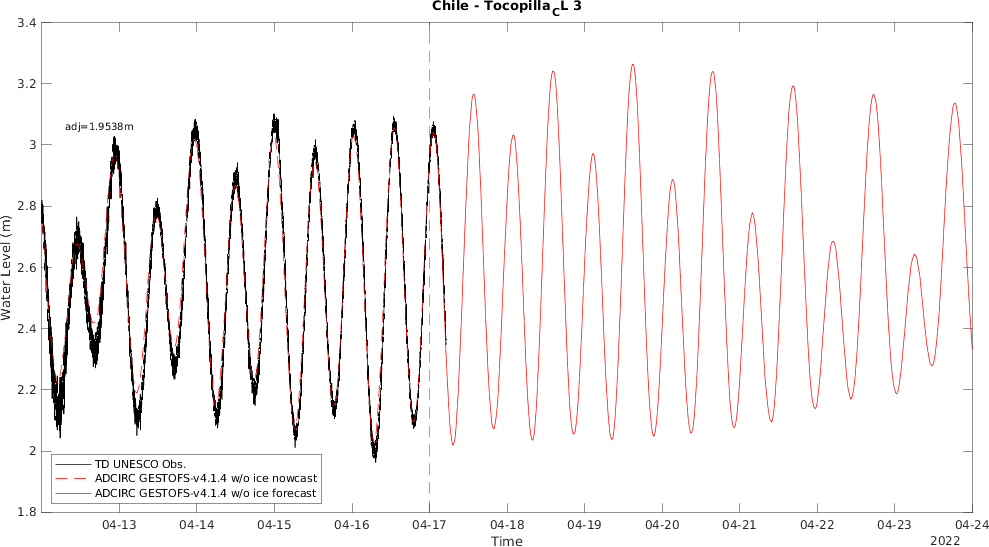 Chile - Tocopilla_CL 3
3.4
3.2
3
2.8
2.6
2.4
2.2
2
1.8
Water Level (m)
adj=1.9538m
TD UNESCO Obs.
ADCIRC GESTOFS-v4.1.4 w/o ice nowcast
ADCIRC GESTOFS-v4.1.4 w/o ice forecast
04-13 04-14 04-15 04-16 04-17 04-18 04-19 04-20 04-21 04-22 04-23 04-24
Time
2022